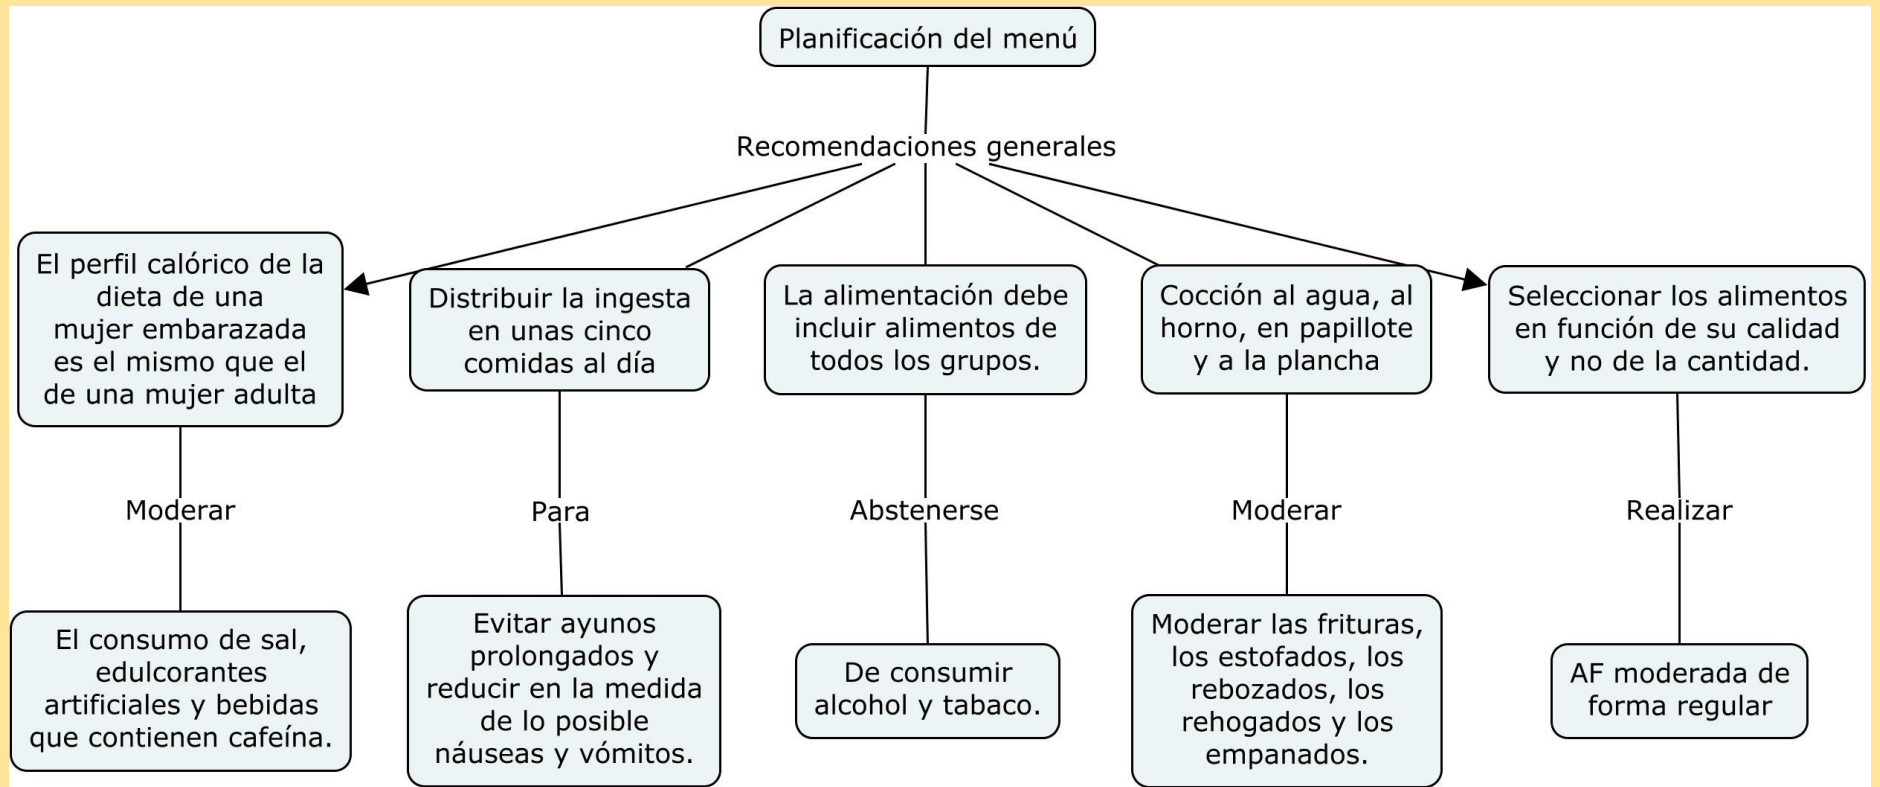 Planificación del menú
Recomendaciones generales
El perfil calórico de la
dieta de una
mujer embarazada
es el mismo que el
de una mujer adulta
Distribuir la ingesta
en unas cinco
comidas al día
La alimentación debe
incluir alimentos de
todos los grupos.
Cocción al agua, al
horno, en papillote
y a la plancha
Seleccionar los alimentos
en función de su calidad
y no de la cantidad.
Moderar
Para
Abstenerse
Moderar
Realizar
El consumo de sal,
edulcorantes
artificiales y bebidas
que contienen cafeína.
Evitar ayunos
prolongados y
reducir en la medida
de lo posible
náuseas y vómitos.
De consumir
alcohol y tabaco.
Moderar las frituras,
los estofados, los
rebozados, los
rehogados y los
empanados.
AF moderada de
forma regular